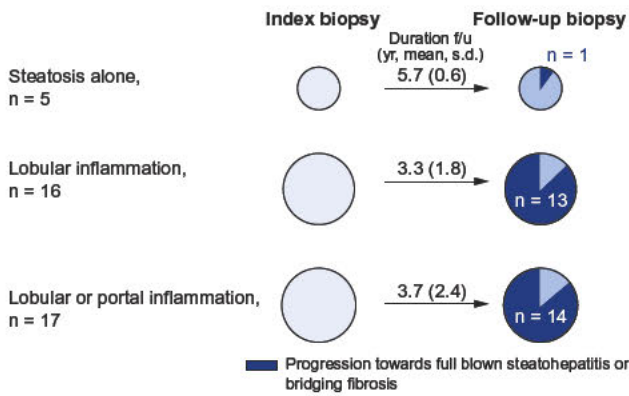 Index biopsy
Follow-up biopsy
Duration f/u
(yr, mean, s.d.)
Steatosis alone,
n = 5
5.7 (0.6)
n = 1
Lobular inflammation,
n = 16
3.3 (1.8)
n = 13
Lobular or portal inflammation,
n = 17
3.7 (2.4)
n = 14
Progression towards full blown steatohepatitis or
bridging fibrosis